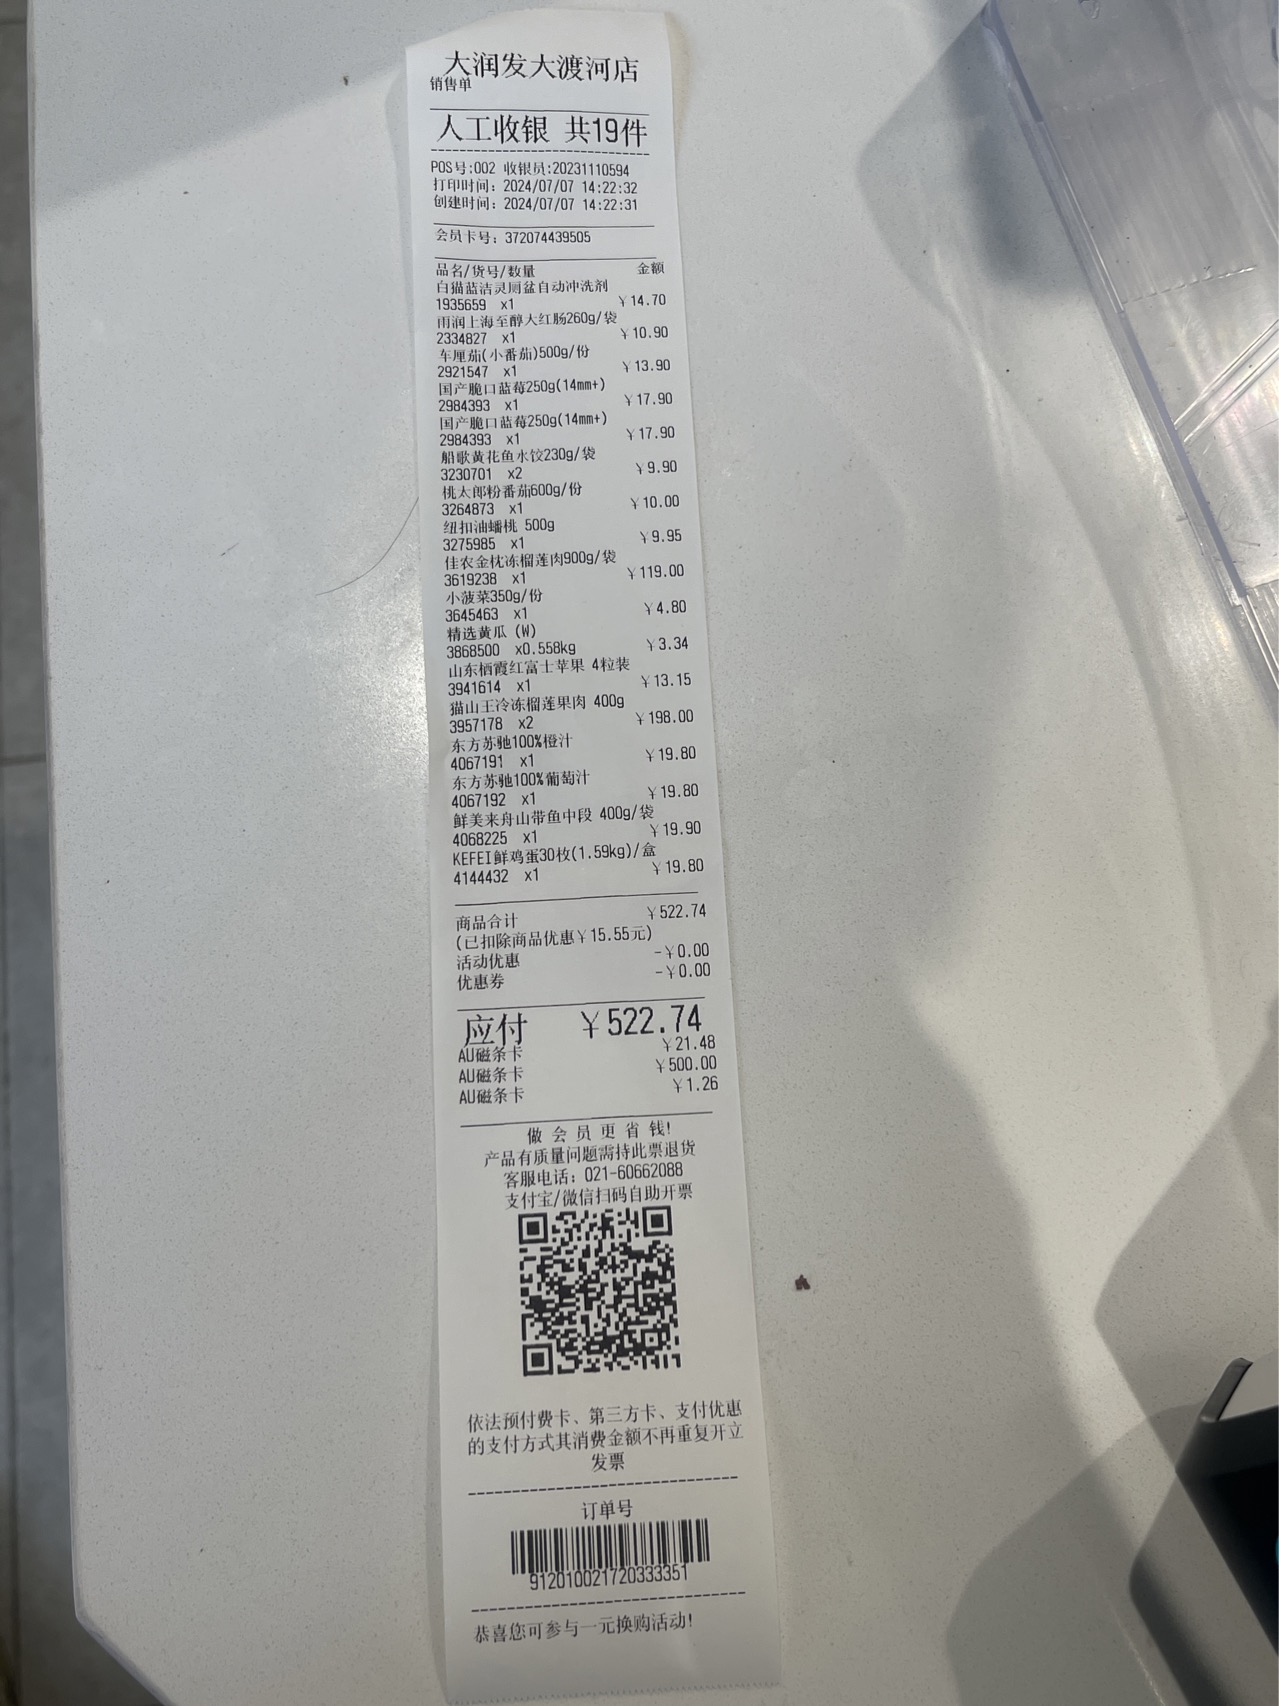 大润发大渡河店
销售单
人工收银 共19件
POS号:002 收银员:20231110594
打印时间: 2024/07/07 14:22:32
创建时间: 2024/07/07 14:22:31
会员卡号: 372074439505
品名/货号/数量 金额
白猫蓝洁灵厕盆自动冲洗剂
1935659 x1 ￥14.70
雨润上海至醇大红肠260g/袋
2334827 x1 ￥10.90
车厘茄(小番茄)500g/份
2921547 x1 ￥13.90
国产脆口蓝莓250g(14mm+)
2984393 x1 ￥17.90
国产脆口蓝莓250g(14mm+)
2984393 x1 ￥17.90
船歌黄花鱼水饺230g/袋
3230701 x2 ￥9.90
桃太郎粉番茄600g/份
3264873 x1 ￥10.00
纽扣油蟠桃 500g
3275985 x1 ￥9.95
佳农金枕冻榴莲肉900g/袋
3619238 x1 ￥119.00
小菠菜350g/份
3645463 x1 ￥4.80
精选黄瓜 (W)
3868500 x0.558kg ￥3.34
山东栖霞红富士苹果 4粒装
3941614 x1 ￥13.15
猫山王冷冻榴莲果肉 400g
3957178 x2 ￥198.00
东方苏驰100%橙汁
4067191 x1 ￥19.80
东方苏驰100%葡萄汁
4067192 x1 ￥19.80
鲜美来舟山带鱼中段 400g/袋
4068225 x1 ￥19.90
KEFEI鲜鸡蛋30枚(1.59kg)/盒
4144432 x1 ￥19.80
商品合计 ￥522.74
(已扣除商品优惠￥15.55元)
活动优惠 -￥0.00
优惠券 -￥0.00
应付 ￥522.74
AU磁条卡 ￥21.48
AU磁条卡 ￥500.00
AU磁条卡 ￥1.26
做 会 员 更 省 钱!
产品有质量问题需持此票退货
客服电话: 021-60662088
支付宝/微信扫码自助开票
依法预付费卡、第三方卡、支付优惠
的支付方式其消费金额不再重复开立
发票
订单号
912010021720333351
恭喜您可参与一元换购活动!